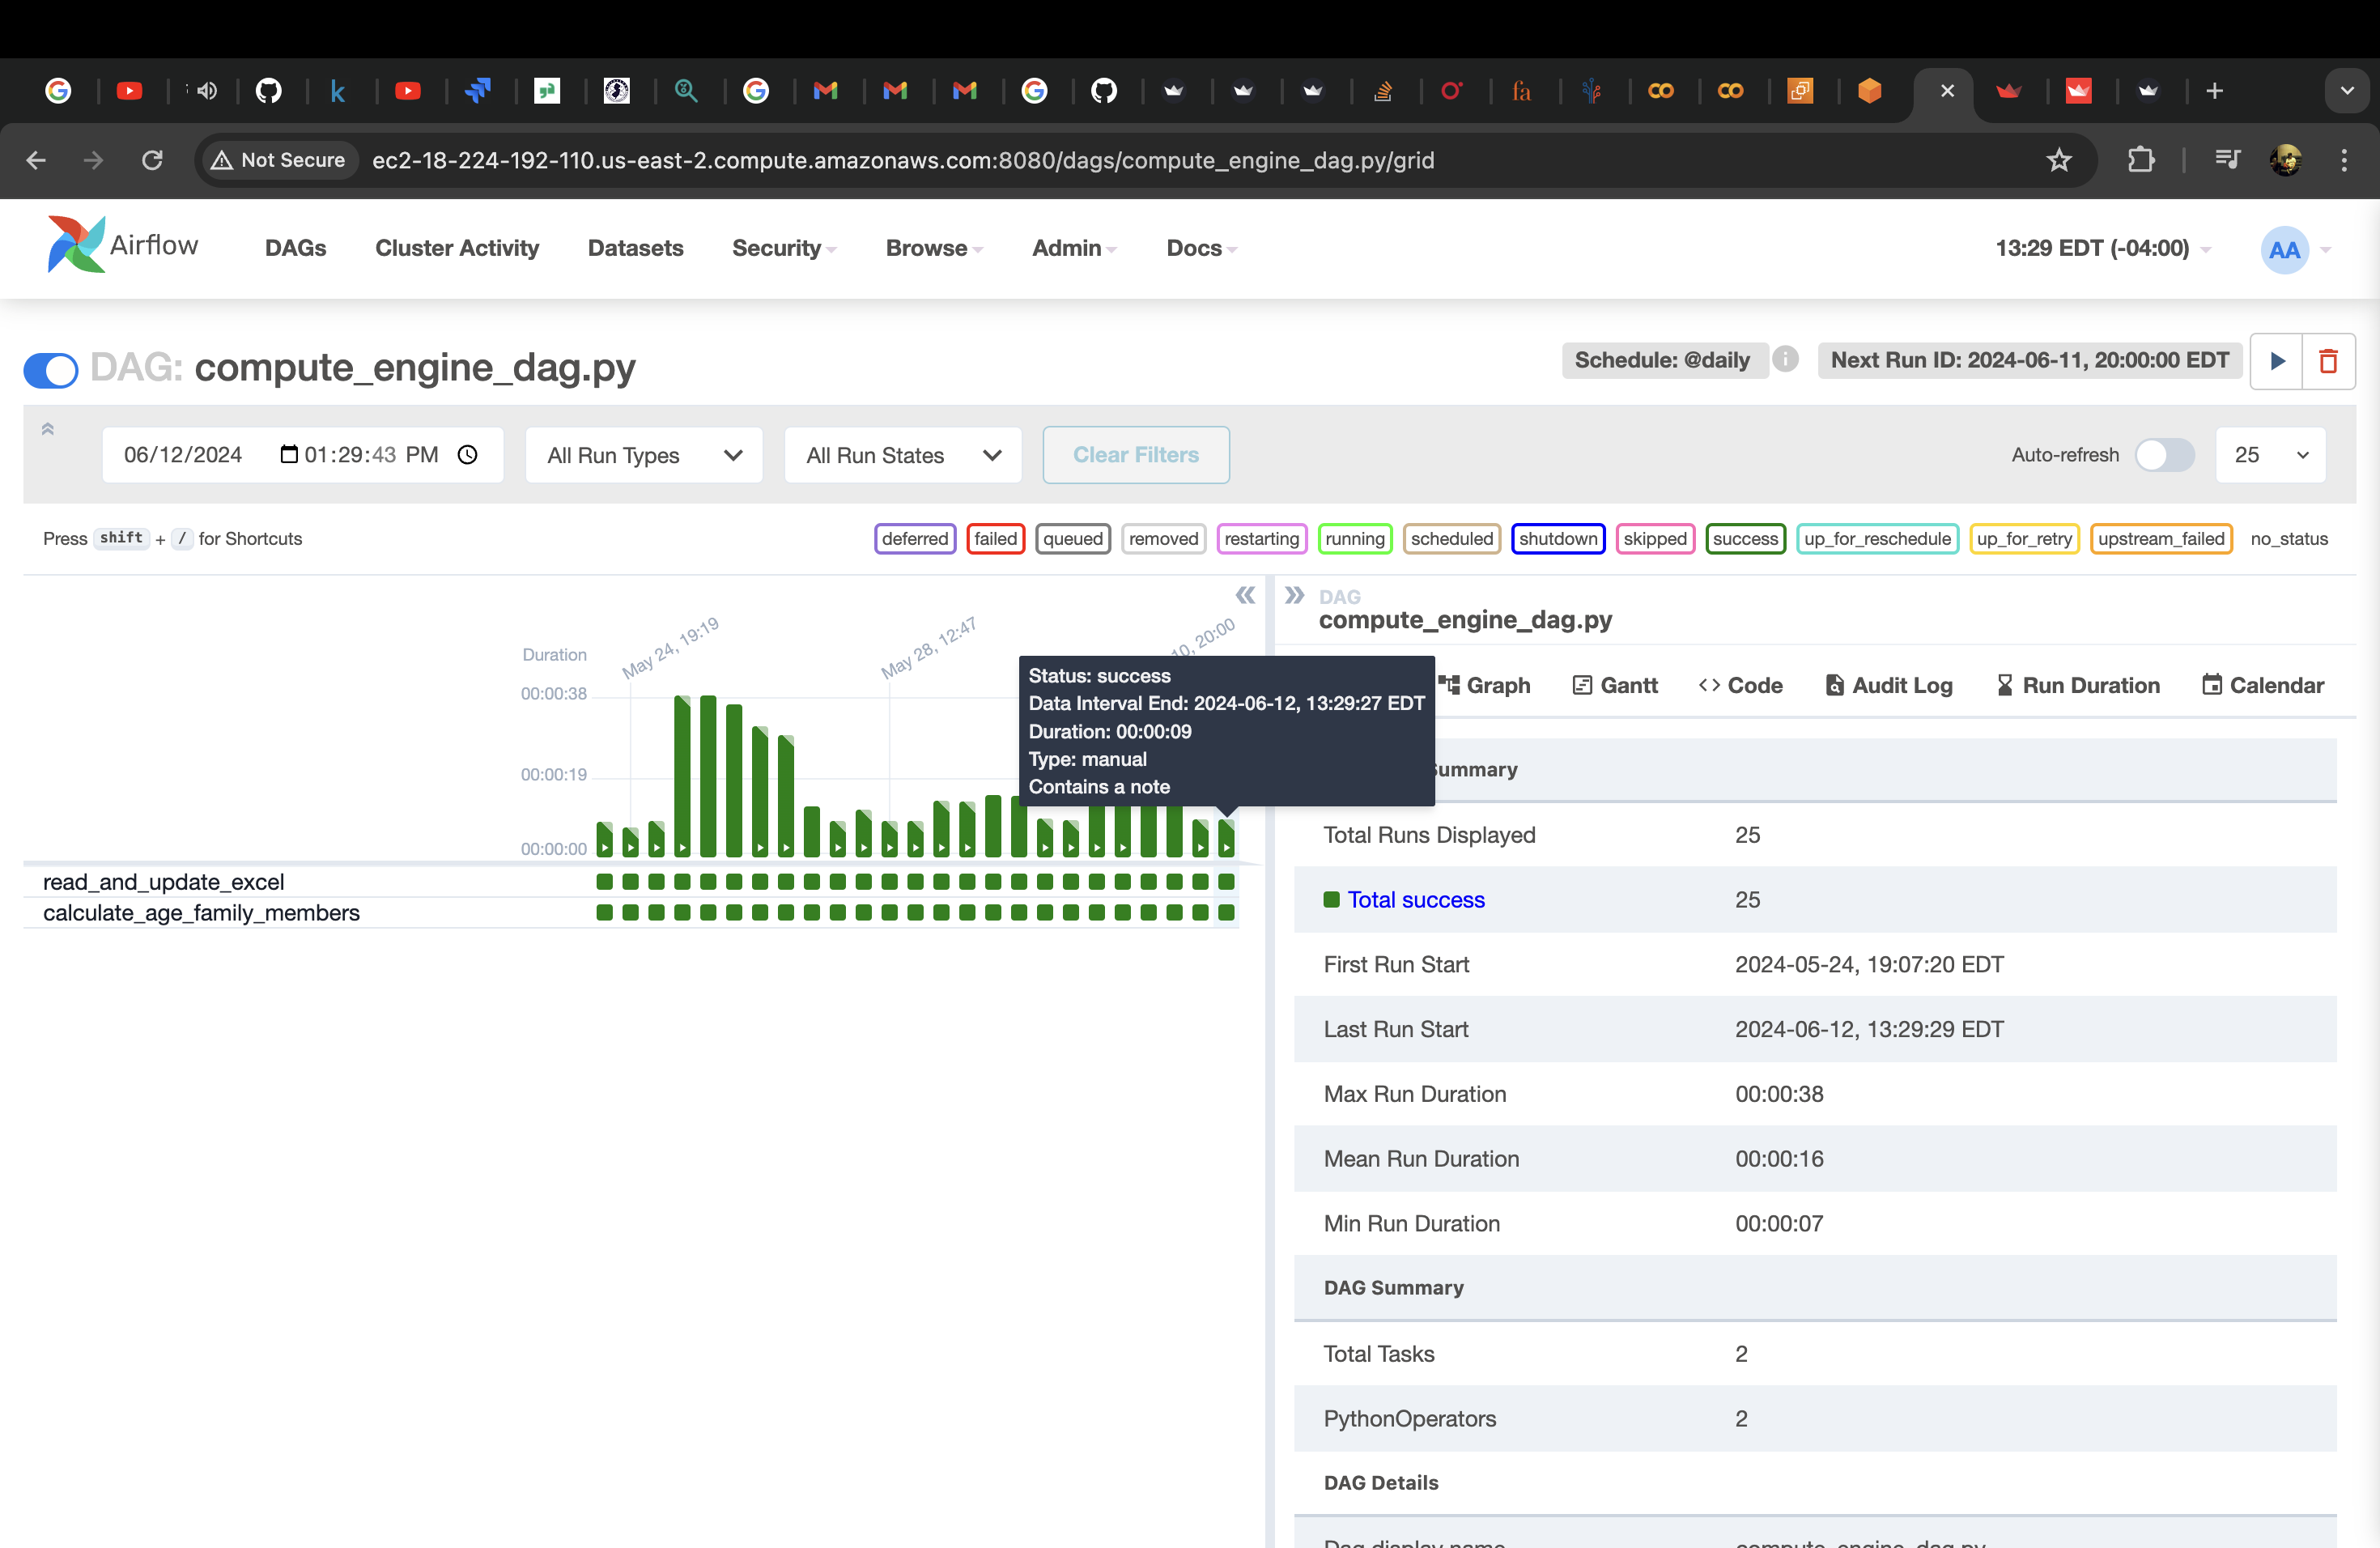 Not Secure ec2-18-224-192-110.us-east-2.compute.amazonaws.com:8080/dags/compute_engine_dag.py/grid
Airflow DAGs Cluster Activity Datasets Security Browse Admin Docs 13:29 EDT (-04:00) AA
DAG: compute_engine_dag.py Schedule: @daily Next Run ID: 2024-06-11, 20:00:00 EDT
06/12/2024 01:29:43 PM All Run Types All Run States Clear Filters Auto-refresh 25
Press shift + / for Shortcuts deferred failed queued removed restarting running scheduled shutdown skipped success up_for_reschedule up_for_retry upstream_failed no_status
DAG
compute_engine_dag.py
May 24, 19:19 May 28, 12:47 10, 20:00
Duration
00:00:38
00:00:19
00:00:00
Status: success
Data Interval End: 2024-06-12, 13:29:27 EDT
Duration: 00:00:09
Type: manual
Contains a note
read_and_update_excel
calculate_age_family_members
Graph Gantt Code Audit Log Run Duration Calendar
Summary
Total Runs Displayed 25
Total success 25
First Run Start 2024-05-24, 19:07:20 EDT
Last Run Start 2024-06-12, 13:29:29 EDT
Max Run Duration 00:00:38
Mean Run Duration 00:00:16
Min Run Duration 00:00:07
DAG Summary
Total Tasks 2
PythonOperators 2
DAG Details
Dag display name compute_engine_dag.py